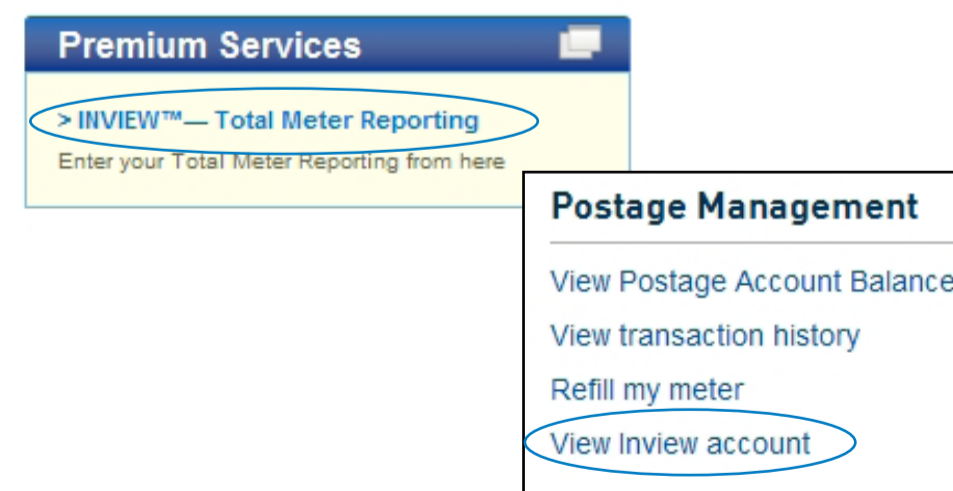 Premium Services
> INVIEW™— Total Meter Reporting
Enter your Total Meter Reporting from here
Postage Management
View Postage Account Balance
View transaction history
Refill my meter
View Inview account